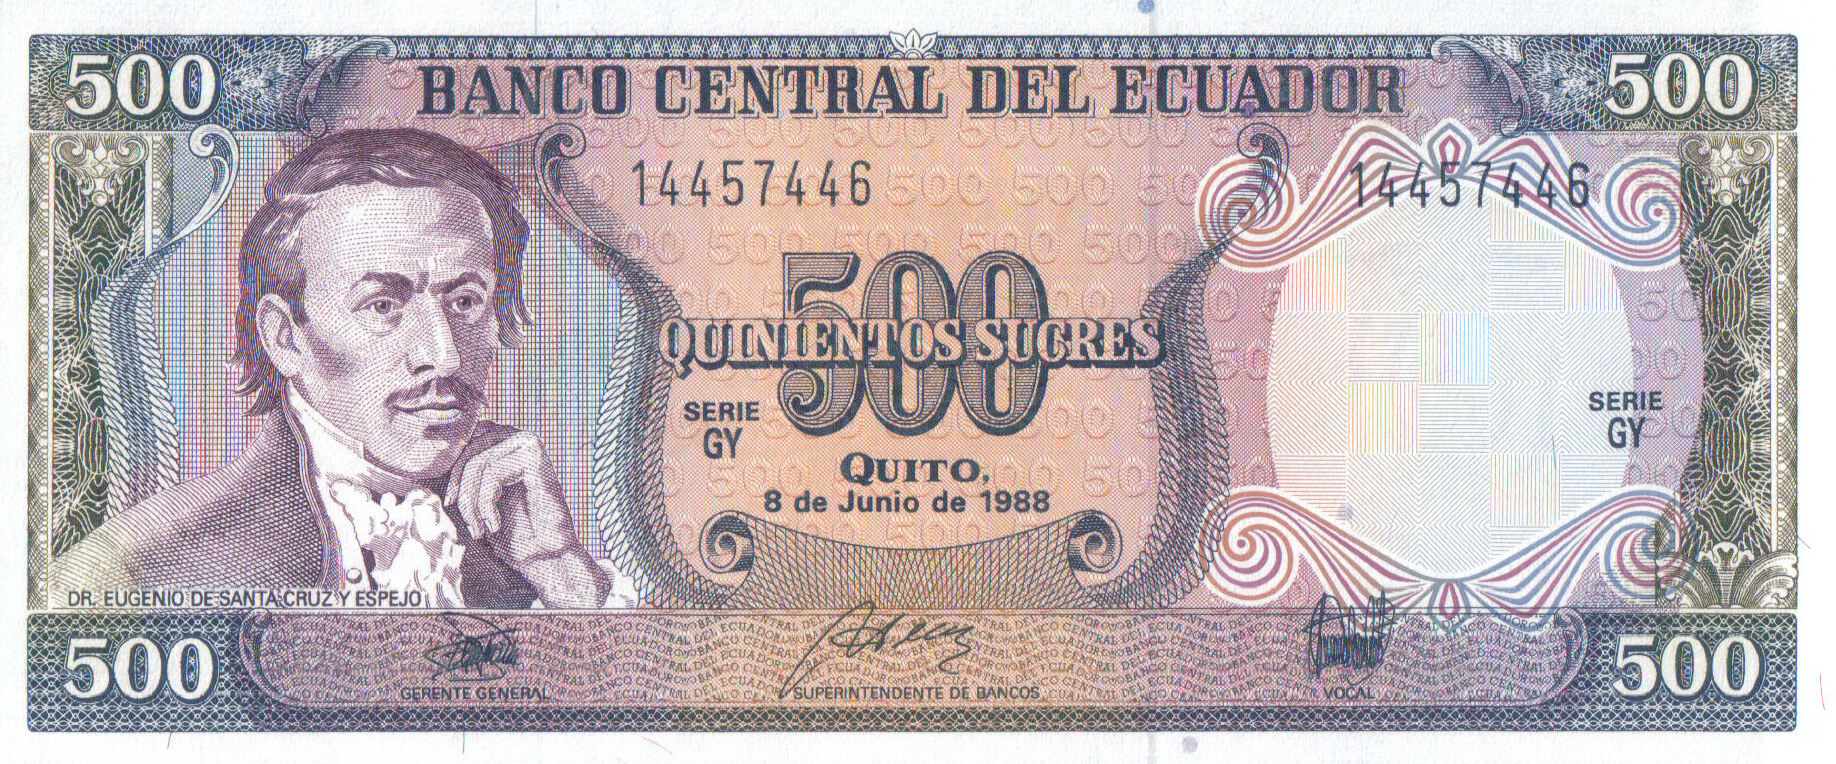 500
BANCO CENTRAL DEL ECUADOR
500
14457446
14457446
500
QUINIENTOS SUCRES
SERIE
GY
SERIE
GY
QUITO,
8 de Junio de 1988
DR. EUGENIO DE SANTA CRUZ Y ESPEJO
500
GERENTE GENERAL
SUPERINTENDENTE DE BANCOS
VOCAL
500